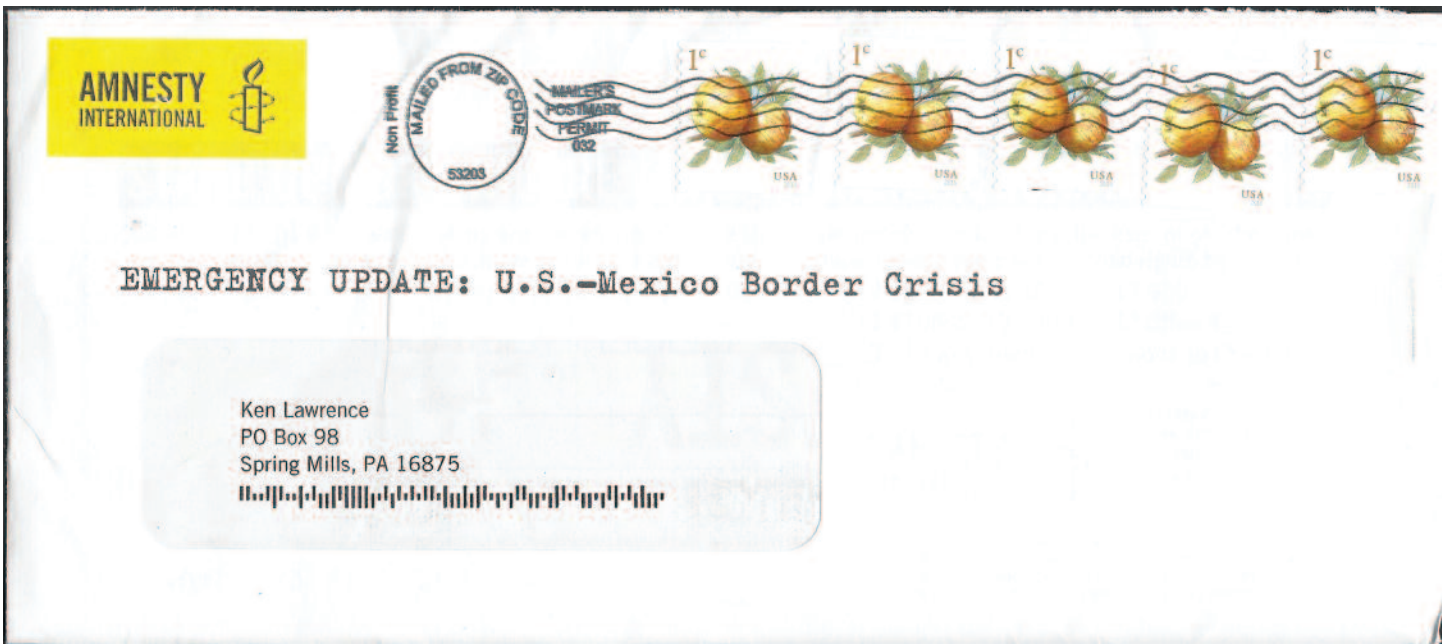 AMNESTY
INTERNATIONAL
Non Profit
MAILED FROM ZIP CODE
53203
MAILER'S
POSTMARK
PERMIT
032
1c
USA
1c
USA
1c
USA
1c
USA
1c
USA
EMERGENCY UPDATE: U.S.-Mexico Border Crisis
Ken Lawrence
PO Box 98
Spring Mills, PA 16875